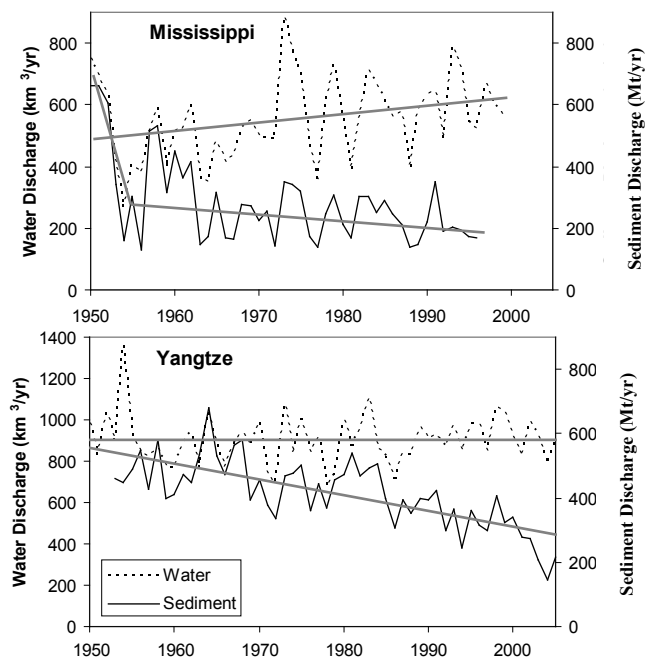 Mississippi
Water Discharge (km ³/yr)
800
600
400
200
0
800
600
400
200
0
Sediment Discharge (Mt/yr)
1950 1960 1970 1980 1990 2000
Yangtze
Water Discharge (km ³/yr)
1400
1200
1000
800
600
400
200
0
800
600
400
200
0
Sediment Discharge (Mt/yr)
Water
Sediment
1950 1960 1970 1980 1990 2000